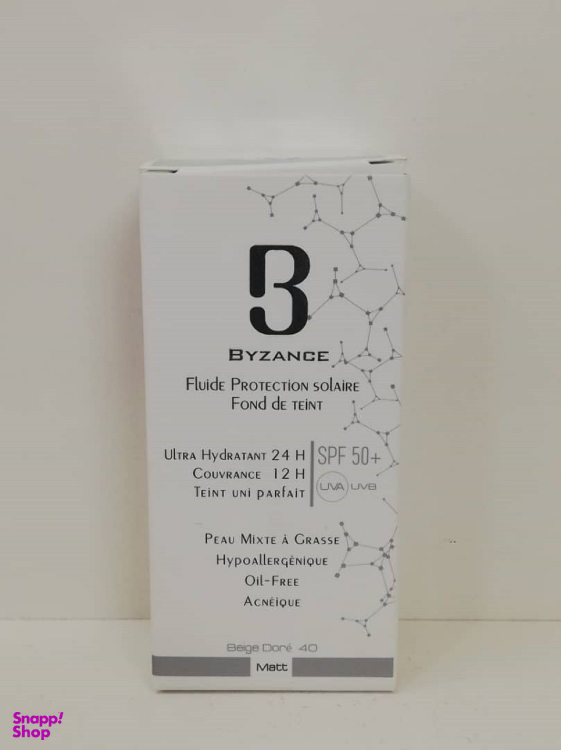 B
BYZANCE
FLUIDE PROTECTION SOLAIRE
FOND DE TEINT
ULTRA HYDRATANT 24 H
COUVRANCE 12 H
TEINT UNI PARFAIT
SPF 50+
UVA UVB
PEAU MIXTE À GRASSE
HYPOALLERGÉNIQUE
OIL-FREE
ACNÉIQUE
Beige Doré 40
Matt
Snapp!
Shop